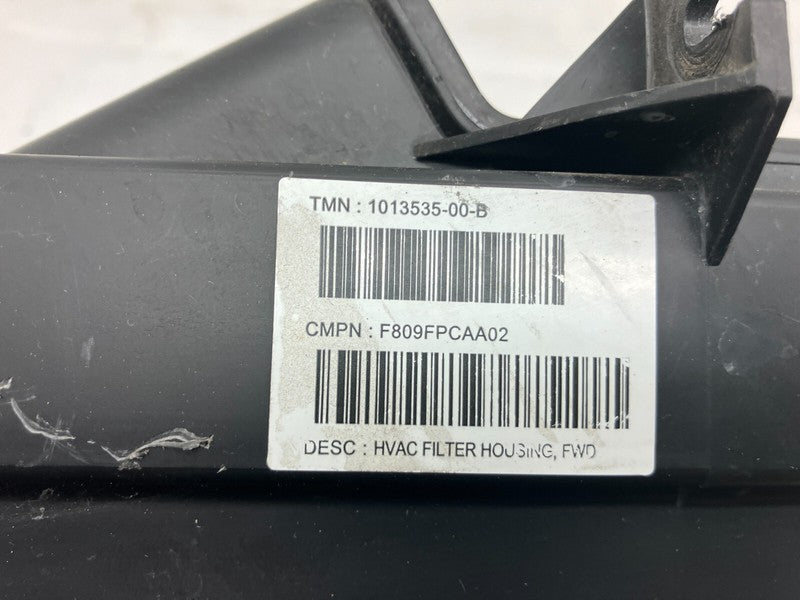 TMN : 1013535-00-B
CMPN : F809FPCAA02
DESC : HVAC FILTER HOUSING, FWD